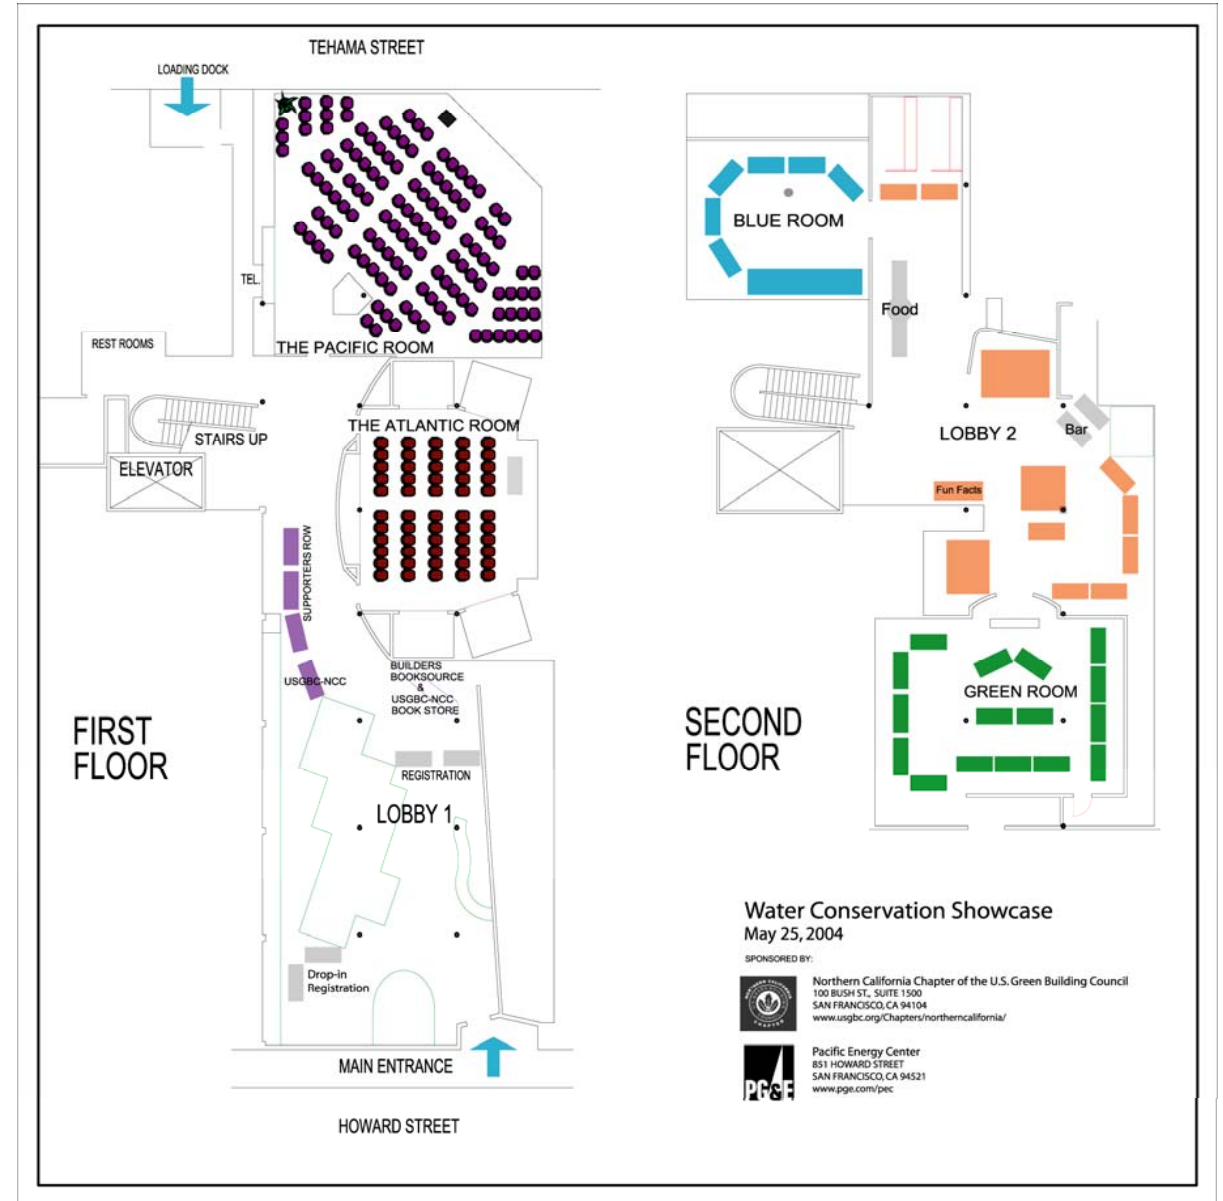 TEHAMA STREET
LOADING DOCK
TEL.
THE PACIFIC ROOM
REST ROOMS
THE ATLANTIC ROOM
STAIRS UP
ELEVATOR
SUPPORTERS ROW
USGBC-NCC
BUILDERS
BOOKSOURCE
&
USGBC-NCC
BOOK STORE
FIRST
FLOOR
REGISTRATION
LOBBY 1
Drop-in
Registration
MAIN ENTRANCE
HOWARD STREET
BLUE ROOM
Food
LOBBY 2
Bar
Fun Facts
GREEN ROOM
SECOND
FLOOR
Water Conservation Showcase
May 25, 2004
SPONSORED BY:
NORTHERN CALIFORNIA
CHAPTER
Northern California Chapter of the U.S. Green Building Council
100 BUSH ST., SUITE 1500
SAN FRANCISCO, CA 94104
www.usgbc.org/Chapters/northerncalifornia/
PG&E
Pacific Energy Center
851 HOWARD STREET
SAN FRANCISCO, CA 94521
www.pge.com/pec